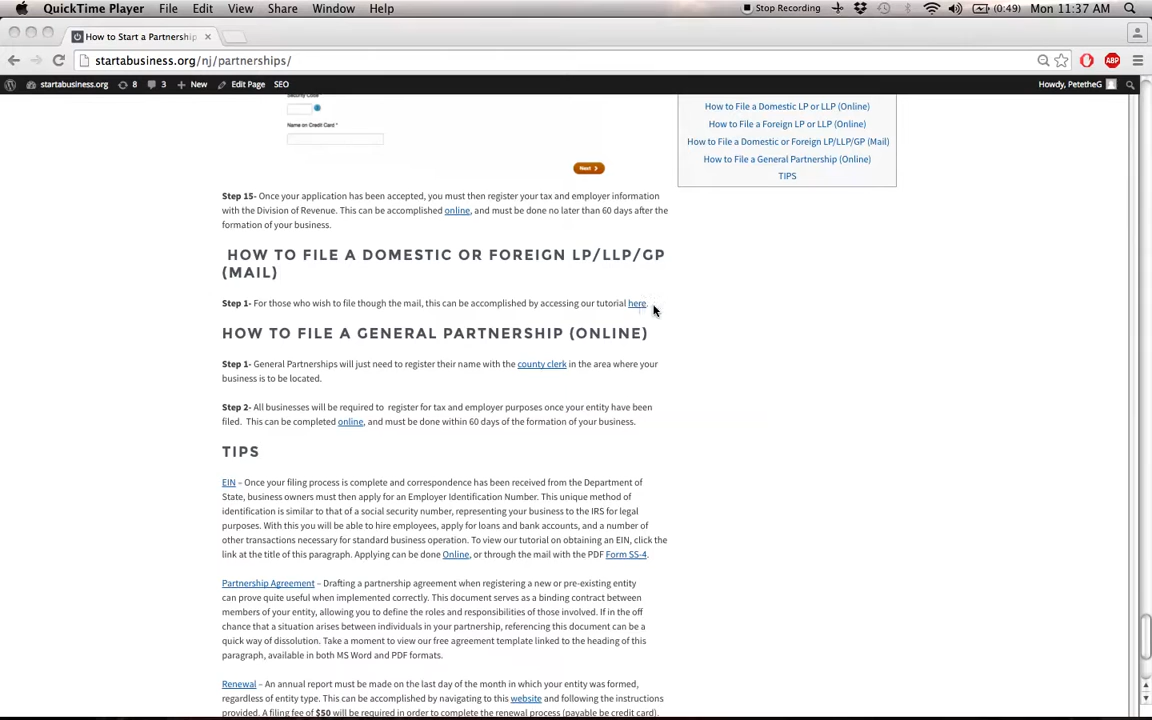 QuickTime Player File Edit View Share Window Help Stop Recording (0:49) Mon 11:37 AM
How to Start a Partnership
startabusiness.org/nj/partnerships/ ABP
startabusiness.org 8 3 New Edit Page SEO Howdy, PetetheG
Name on Credit Card *
Next
How to File a Domestic LP or LLP (Online)
How to File a Foreign LP or LLP (Online)
How to File a Domestic or Foreign LP/LLP/GP (Mail)
How to File a General Partnership (Online)
TIPS
Step 15- Once your application has been accepted, you must then register your tax and employer information
with the Division of Revenue. This can be accomplished online, and must be done no later than 60 days after the
formation of your business.
HOW TO FILE A DOMESTIC OR FOREIGN LP/LLP/GP
(MAIL)
Step 1- For those who wish to file though the mail, this can be accomplished by accessing our tutorial here.
HOW TO FILE A GENERAL PARTNERSHIP (ONLINE)
Step 1- General Partnerships will just need to register their name with the county clerk in the area where your
business is to be located.
Step 2- All businesses will be required to register for tax and employer purposes once your entity have been
filed. This can be completed online, and must be done within 60 days of the formation of your business.
TIPS
EIN – Once your filing process is complete and correspondence has been received from the Department of
State, business owners must then apply for an Employer Identification Number. This unique method of
identification is similar to that of a social security number, representing your business to the IRS for legal
purposes. With this you will be able to hire employees, apply for loans and bank accounts, and a number of
other transactions necessary for standard business operation. To view our tutorial on obtaining an EIN, click the
link at the title of this paragraph. Applying can be done Online, or through the mail with the PDF Form SS-4.
Partnership Agreement – Drafting a partnership agreement when registering a new or pre-existing entity
can prove quite useful when implemented correctly. This document serves as a binding contract between
members of your entity, allowing you to define the roles and responsibilities of those involved. If in the off
chance that a situation arises between individuals in your partnership, referencing this document can be a
quick way of dissolution. Take a moment to view our free agreement template linked to the heading of this
paragraph, available in both MS Word and PDF formats.
Renewal – An annual report must be made on the last day of the month in which your entity was formed,
regardless of entity type. This can be accomplished by navigating to this website and following the instructions
provided. A filing fee of $50 will be required in order to complete the renewal process (payable be credit card).